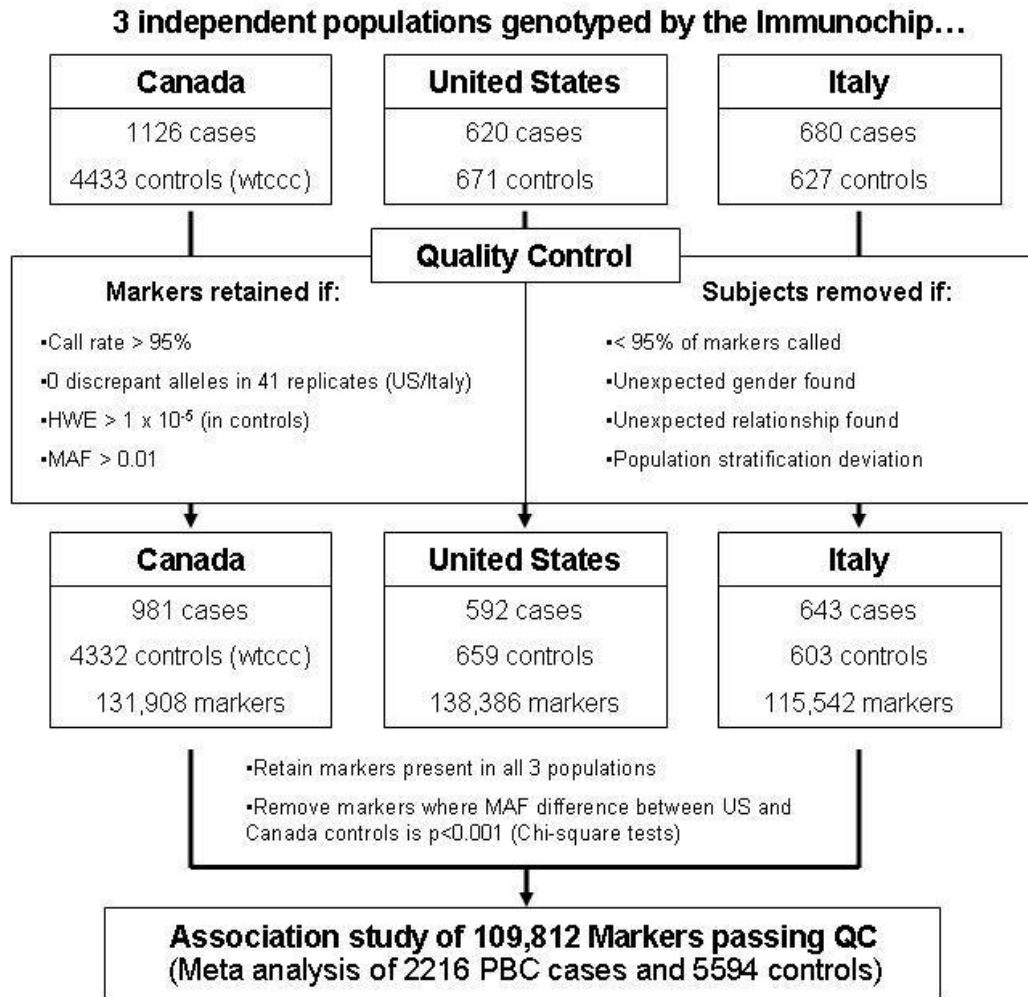 3 independent populations genotyped by the Immunochip...
Canada
1126 cases
4433 controls (wtccc)
United States
620 cases
671 controls
Italy
680 cases
627 controls
Quality Control
Markers retained if:
▪Call rate > 95%
▪0 discrepant alleles in 41 replicates (US/Italy)
▪HWE > 1 x 10⁻⁵ (in controls)
▪MAF > 0.01
Subjects removed if:
▪< 95% of markers called
▪Unexpected gender found
▪Unexpected relationship found
▪Population stratification deviation
Canada
981 cases
4332 controls (wtccc)
131,908 markers
United States
592 cases
659 controls
138,386 markers
Italy
643 cases
603 controls
115,542 markers
▪Retain markers present in all 3 populations
▪Remove markers where MAF difference between US and
Canada controls is p<0.001 (Chi-square tests)
Association study of 109,812 Markers passing QC
(Meta analysis of 2216 PBC cases and 5594 controls)